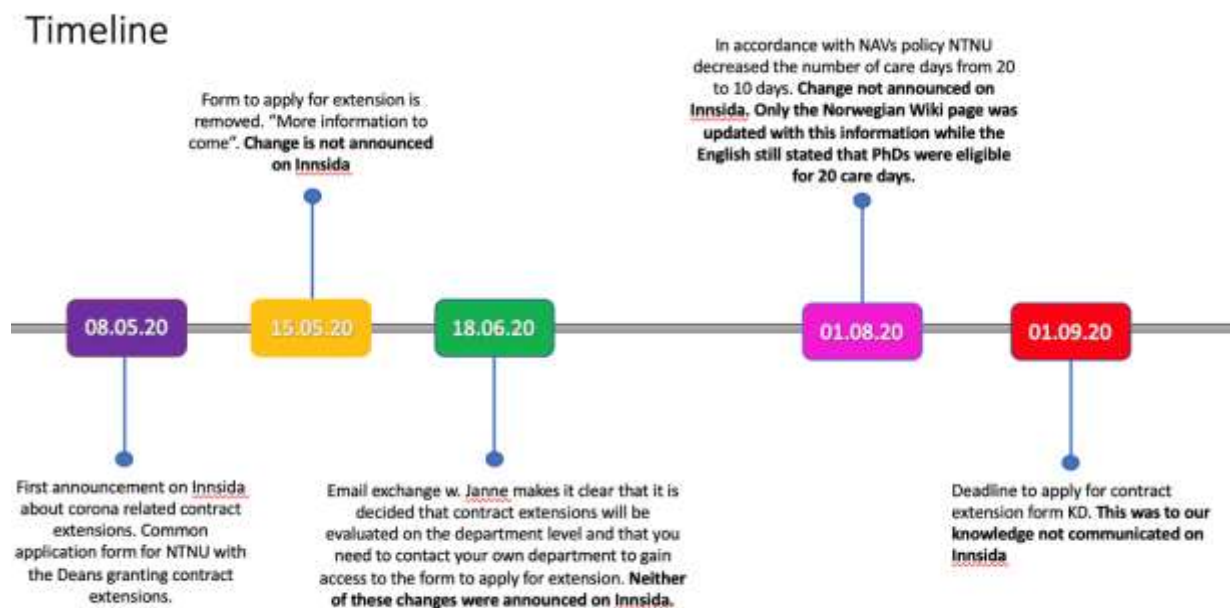 Timeline
Form to apply for extension is
removed. “More information to
come”. Change is not announced
on Innsida
In accordance with NAVs policy NTNU
decreased the number of care days from 20
to 10 days. Change not announced on
Innsida. Only the Norwegian Wiki page was
updated with this information while the
English still stated that PhDs were eligible
for 20 care days.
08.05.20
15.05.20
18.06.20
01.08.20
01.09.20
First announcement on Innsida
about corona related contract
extensions. Common
application form for NTNU with
the Deans granting contract
extensions.
Email exchange w. Janne makes it clear that it is
decided that contract extensions will be
evaluated on the department level and that you
need to contact your own department to gain
access to the form to apply for extension. Neither
of these changes were announced on Innsida.
Deadline to apply for contract
extension form KD. This was to our
knowledge not communicated on
Innsida